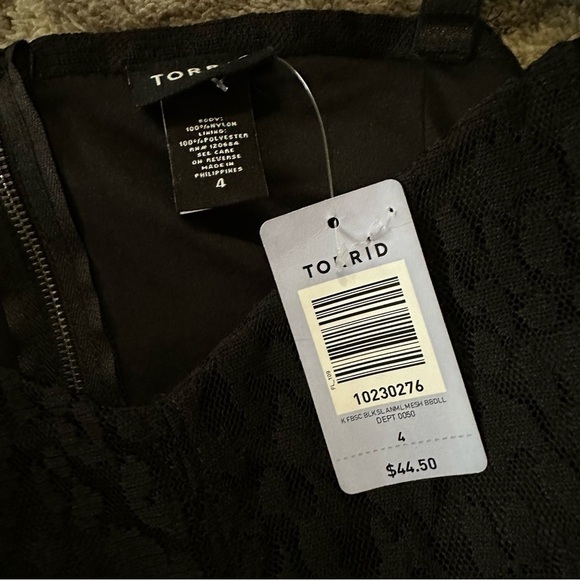 TORRID
BODY:
100%NYLON
LINING:
100%POLYESTER
RN# 120664
SEE CARE
ON REVERSE
MADE IN
PHILIPPINES
4
TORRID
FL_109
10230276
K FBSC BLK SL ANML MESH BBDLL
DEPT 0050
4
$44.50